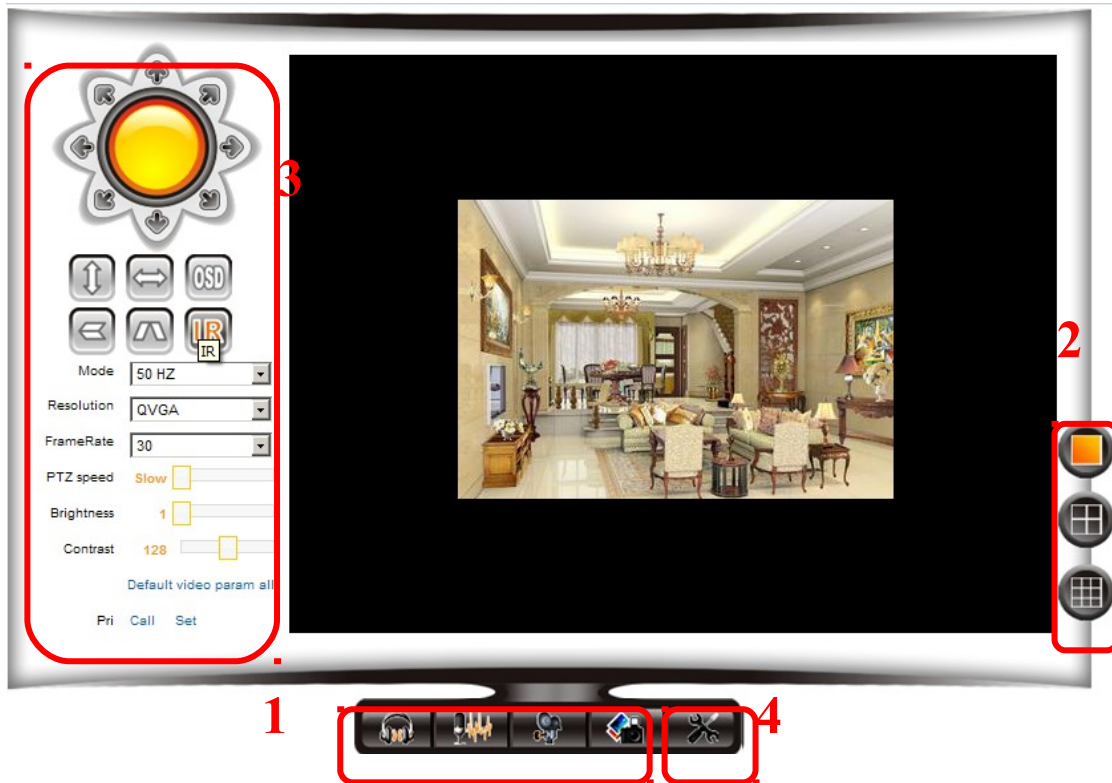 3
OSD
IR
IR
Mode 50 HZ
Resolution QVGA
FrameRate 30
PTZ speed Slow
Brightness 1
Contrast 128
Default video param all
Pri Call Set
2
1
4